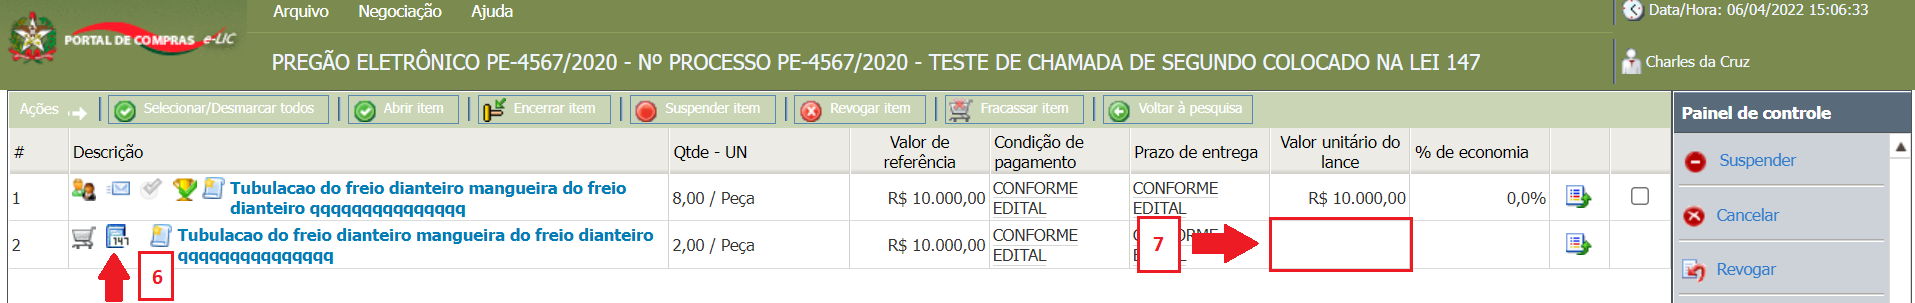 Arquivo Negociação Ajuda
Data/Hora: 06/04/2022 15:06:33
PORTAL DE COMPRAS e-LIC
PREGÃO ELETRÔNICO PE-4567/2020 - Nº PROCESSO PE-4567/2020 - TESTE DE CHAMADA DE SEGUNDO COLOCADO NA LEI 147
Charles da Cruz
Ações Selecionar/Desmarcar todos Abrir item Encerrar item Suspender item Revogar item Fracassar item Voltar à pesquisa
Painel de controle
# Descrição Qtde - UN Valor de referência Condição de pagamento Prazo de entrega Valor unitário do lance % de economia
Suspender
1 Tubulacao do freio dianteiro mangueira do freio
dianteiro qqqqqqqqqqqqqqq
8,00 / Peça R$ 10.000,00 CONFORME EDITAL CONFORME EDITAL R$ 10.000,00 0,0%
Cancelar
2 147 Tubulacao do freio dianteiro mangueira do freio dianteiro
qqqqqqqqqqqqqqq
2,00 / Peça R$ 10.000,00 CONFORME EDITAL
7
6
Revogar